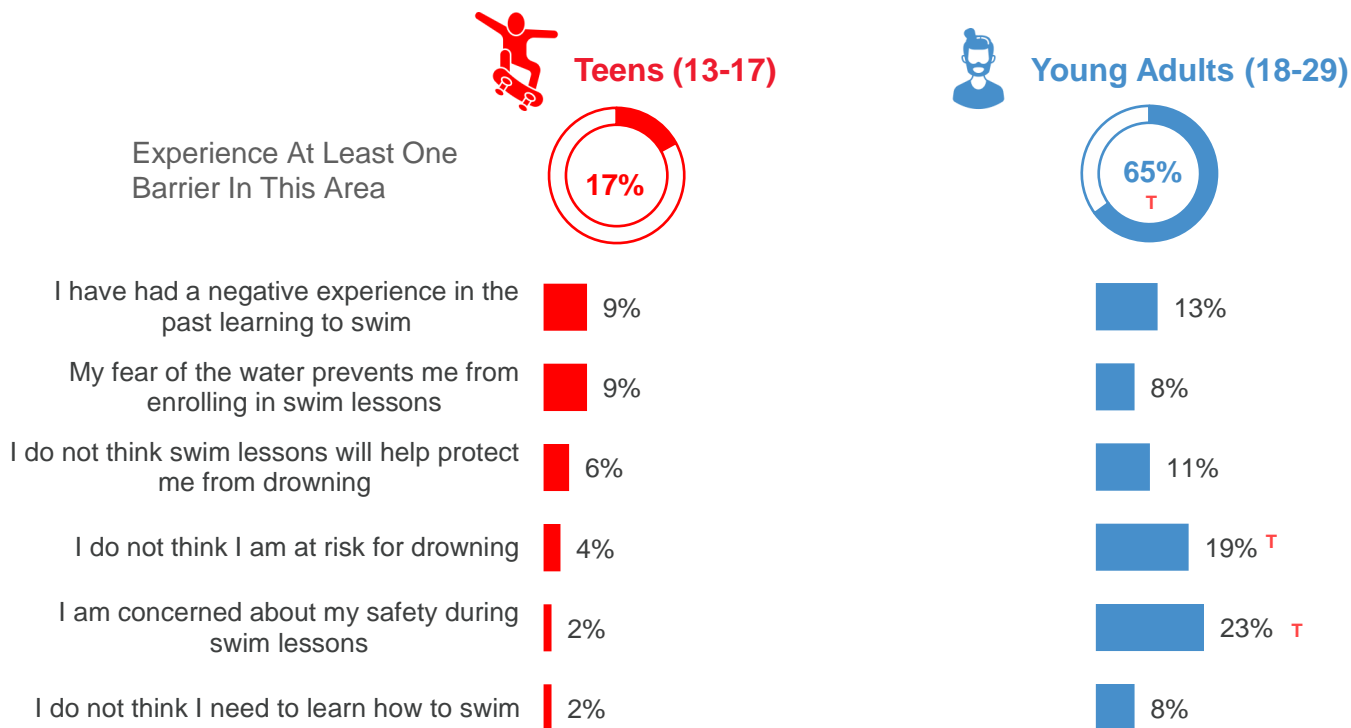 Teens (13-17)
Young Adults (18-29)
Experience At Least One
Barrier In This Area
17%
65%
T
I have had a negative experience in the
past learning to swim
9%
13%
My fear of the water prevents me from
enrolling in swim lessons
9%
8%
I do not think swim lessons will help protect
me from drowning
6%
11%
I do not think I am at risk for drowning
4%
19% T
I am concerned about my safety during
swim lessons
2%
23% T
I do not think I need to learn how to swim
2%
8%